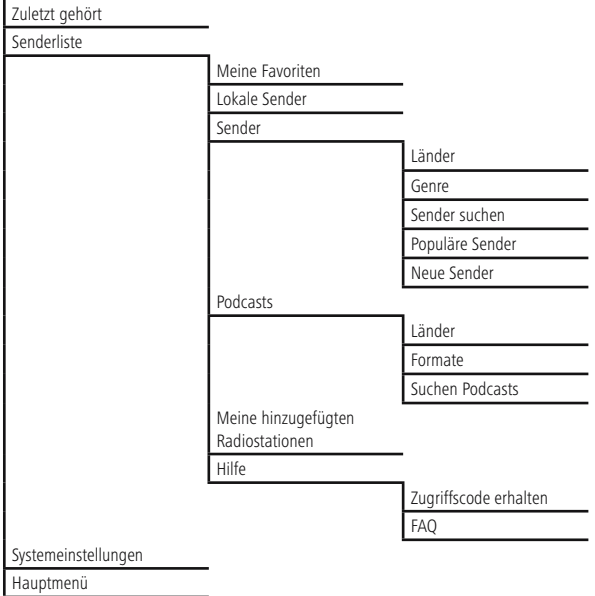 Zuletzt gehört
Senderliste
Meine Favoriten
Lokale Sender
Sender
Länder
Genre
Sender suchen
Populäre Sender
Neue Sender
Podcasts
Länder
Formate
Suchen Podcasts
Meine hinzugefügten
Radiostationen
Hilfe
Zugriffscode erhalten
FAQ
Systemeinstellungen
Hauptmenü